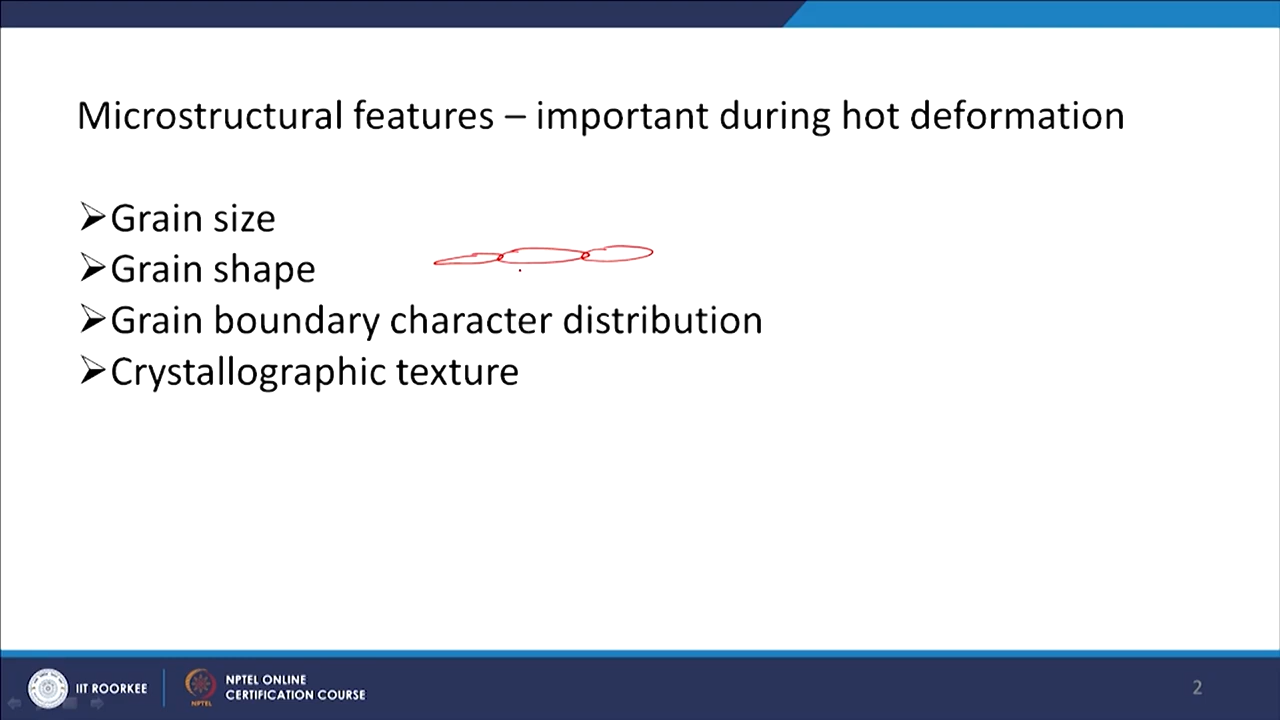 Microstructural features – important during hot deformation
➢Grain size
➢Grain shape
➢Grain boundary character distribution
➢Crystallographic texture
IIT ROORKEE
NPTEL
NPTEL ONLINE
CERTIFICATION COURSE
2